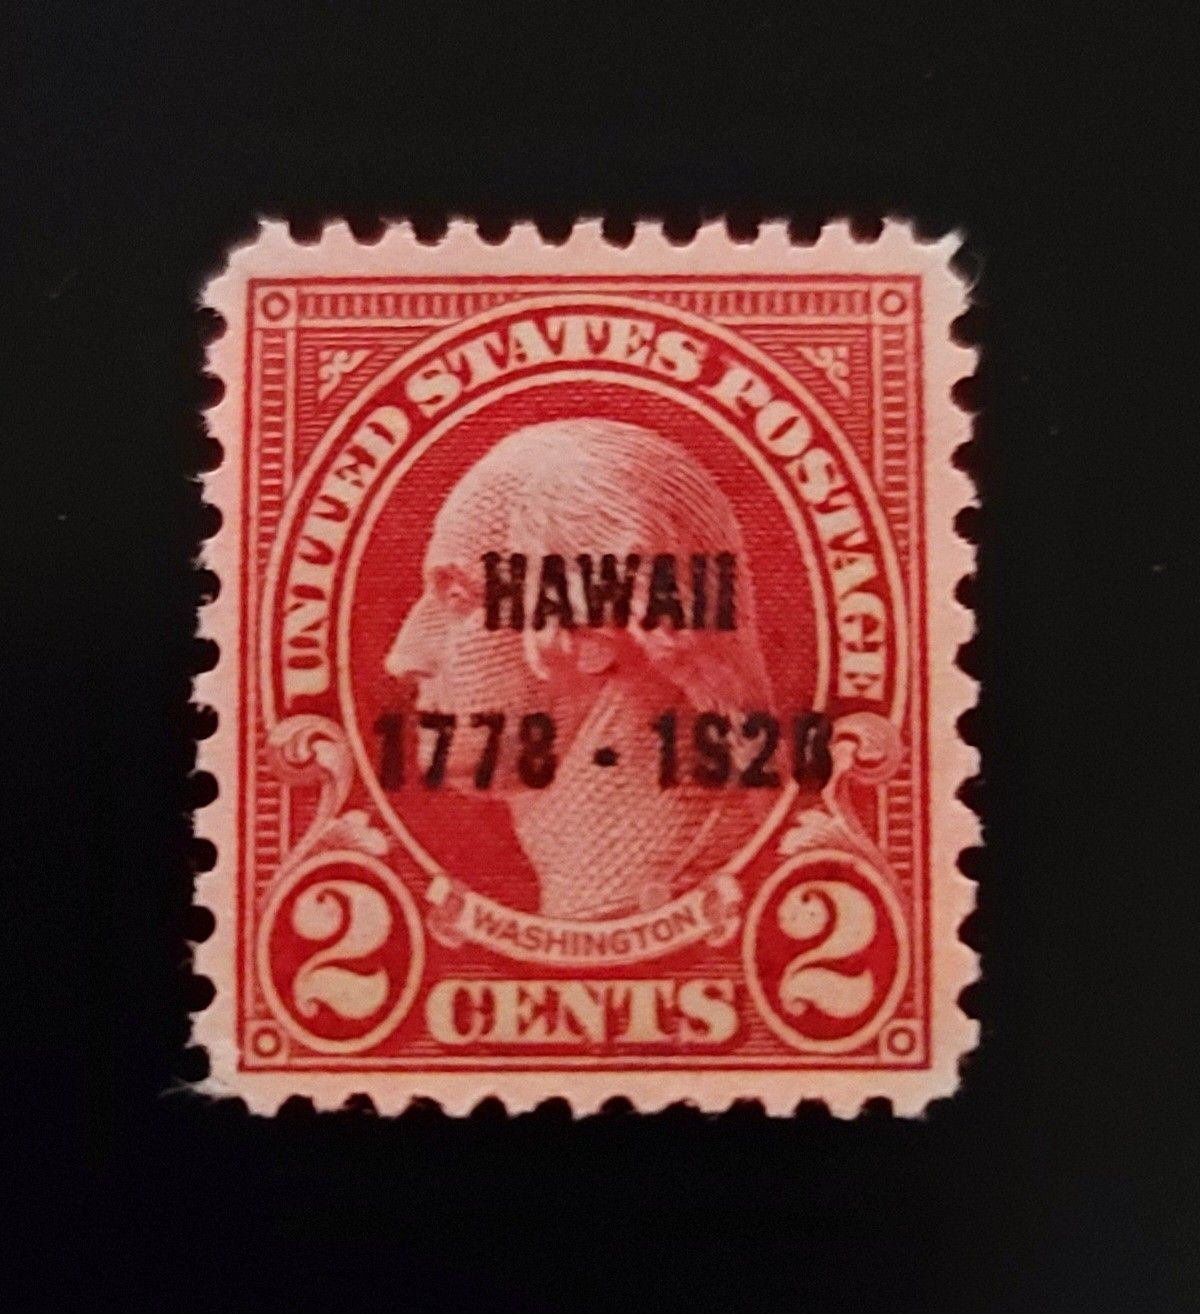 UNITED STATES POSTAGE
HAWAII
1778 - 1928
WASHINGTON
2 CENTS 2